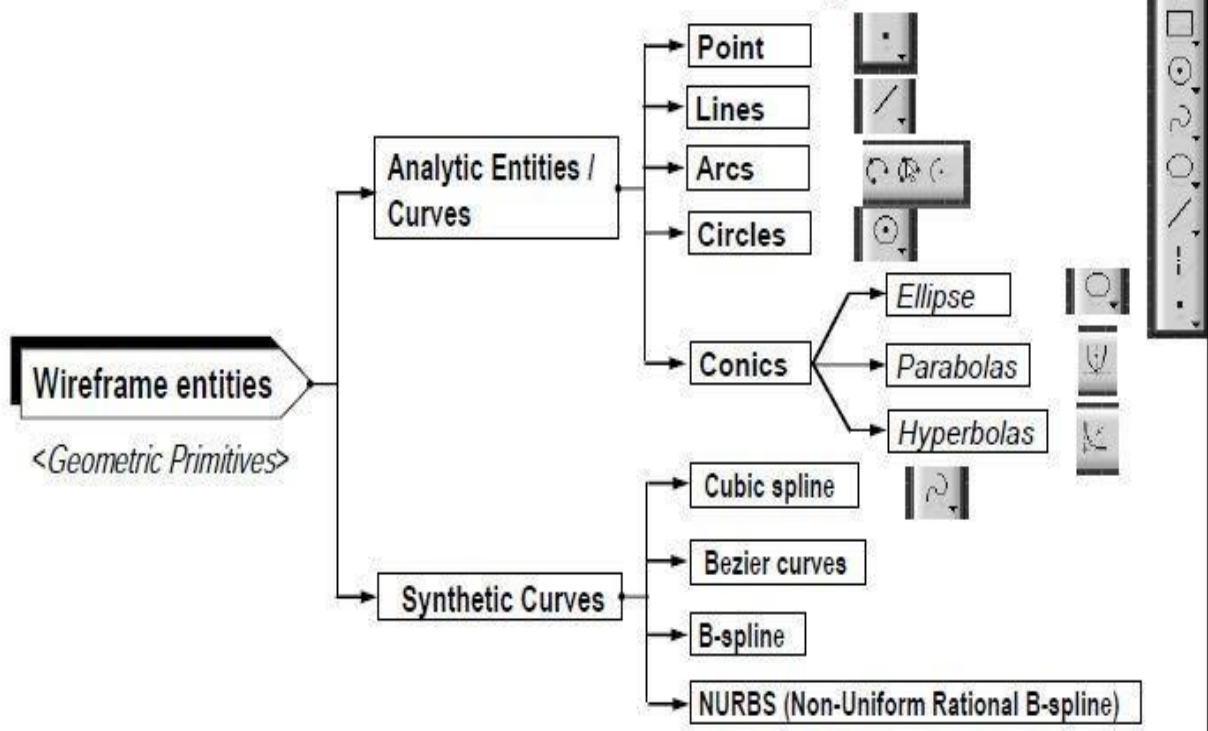 Point
Lines
Analytic Entities /
Curves
Arcs
Circles
Ellipse
Conics
Parabolas
Wireframe entities
Hyperbolas
<Geometric Primitives>
Cubic spline
Bezier curves
Synthetic Curves
B-spline
NURBS (Non-Uniform Rational B-spline)